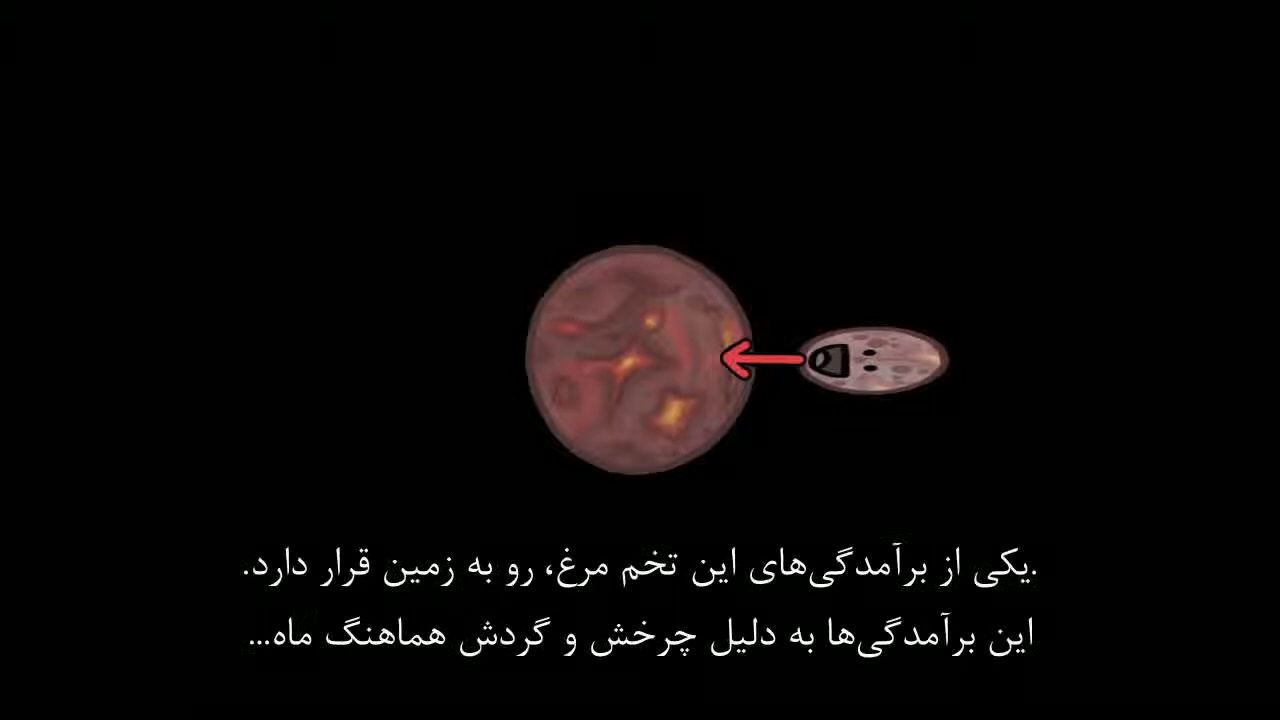 .یکی از برآمدگی‌های این تخم مرغ، رو به زمین قرار دارد.
این برآمدگی‌ها به دلیل چرخش و گردش هماهنگ ماه...